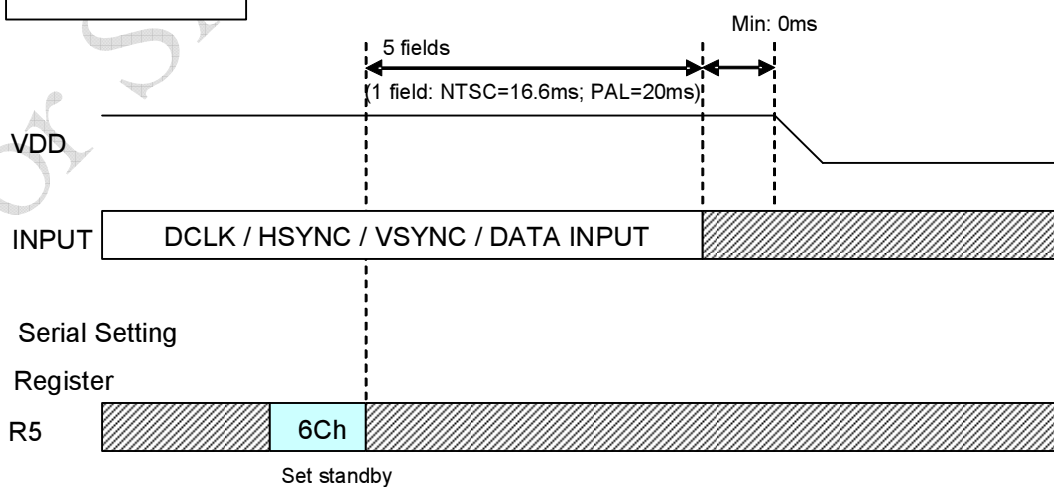 Min: 0ms
5 fields
(1 field: NTSC=16.6ms; PAL=20ms)
VDD
INPUT
DCLK / HSYNC / VSYNC / DATA INPUT
Serial Setting
Register
R5
6Ch
Set standby